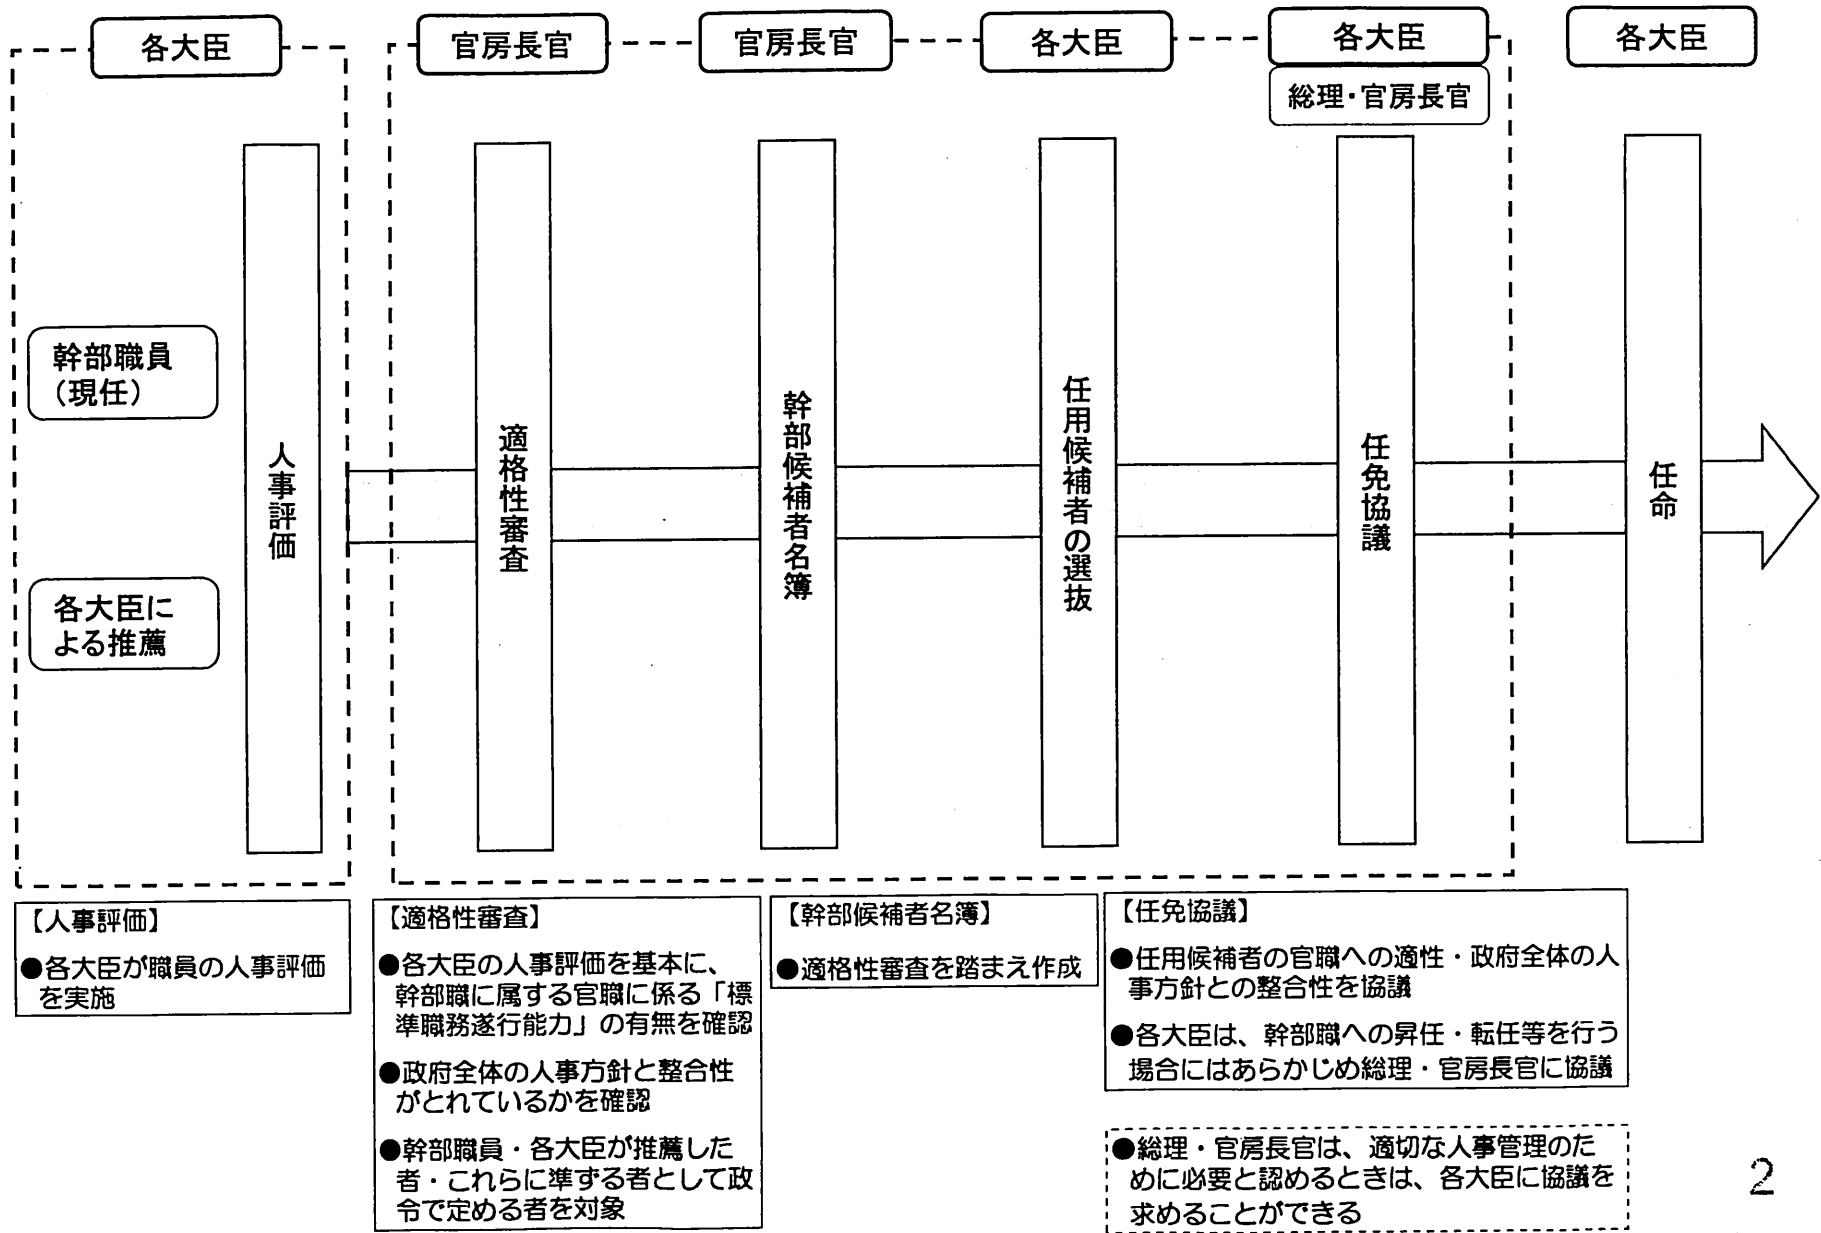 各大臣
官房長官
官房長官
各大臣
各大臣
総理・官房長官
各大臣
幹部職員
（現任）
各大臣に
よる推薦
人事評価
適格性審査
幹部候補者名簿
任用候補者の選抜
任免協議
任命
【人事評価】
●各大臣が職員の人事評価
を実施
【適格性審査】
●各大臣の人事評価を基本に、
幹部職に属する官職に係る「標
準職務遂行能力」の有無を確認
●政府全体の人事方針と整合性
がとれているかを確認
●幹部職員・各大臣が推薦した
者・これらに準ずる者として政
令で定める者を対象
【幹部候補者名簿】
●適格性審査を踏まえ作成
【任免協議】
●任用候補者の官職への適性・政府全体の人
事方針との整合性を協議
●各大臣は、幹部職への昇任・転任等を行う
場合にはあらかじめ総理・官房長官に協議
●総理・官房長官は、適切な人事管理のた
めに必要と認めるときは、各大臣に協議を
求めることができる
2